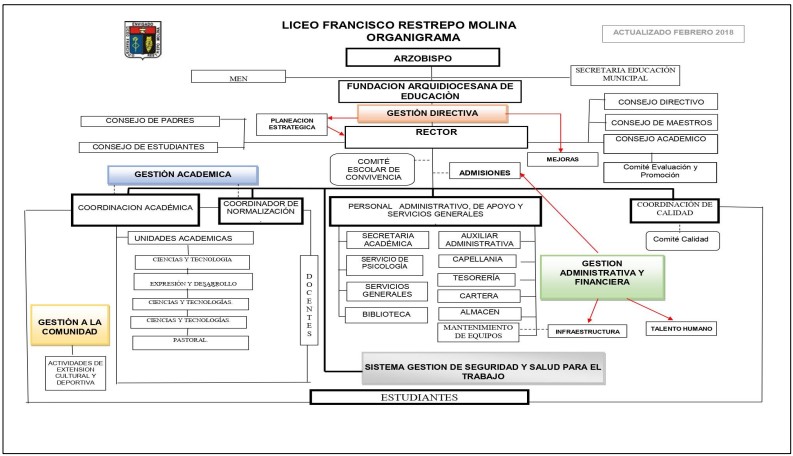 LICEO FRANCISCO RESTREPO MOLINA
ORGANIGRAMA
ACTUALIZADO FEBRERO 2018
ENVIGADO
ARZOBISPO
MEN
SECRETARIA EDUCACIÓN
MUNICIPAL
FUNDACION ARQUIDIOCESANA DE
EDUCACIÓN
GESTIÓN DIRECTIVA
CONSEJO DIRECTIVO
CONSEJO DE PADRES
PLANEACION
ESTRATEGICA
RECTOR
CONSEJO DE MAESTROS
CONSEJO DE ESTUDIANTES
CONSEJO ACADEMICO
COMITÉ
ESCOLAR DE
CONVIVENCIA
MEJORAS
ADMISIONES
Comité Evaluación y
Promoción
GESTIÓN ACADEMICA
COORDINACION ACADÉMICA
COORDINADOR DE
NORMALIZACIÓN
PERSONAL ADMINISTRATIVO, DE APOYO Y
SERVICIOS GENERALES
COORDINACIÓN DE
CALIDAD
Comité Calidad
UNIDADES ACADEMICAS
CIENCIAS Y TECNOLOGIA
EXPRESIÓN Y DESARROLLO
CIENCIAS Y TECNOLOGÍAS
CIENCIAS Y TECNOLOGÍAS
PASTORAL
DOCENTES
SECRETARIA
ACADÉMICA
AUXILIAR
ADMINISTRATIVA
SERVICIO DE
PSICOLOGÍA
CAPELLANIA
TESORERÍA
SERVICIOS
GENERALES
CARTERA
BIBLIOTECA
ALMACEN
MANTENIMIENTO
DE EQUIPOS
GESTION
ADMINISTRATIVA Y
FINANCIERA
INFRAESTRUCTURA
TALENTO HUMANO
GESTIÓN A LA
COMUNIDAD
ACTIVIDADES DE
EXTENSION
CULTURAL Y
DEPORTIVA
SISTEMA GESTION DE SEGURIDAD Y SALUD PARA EL
TRABAJO
ESTUDIANTES